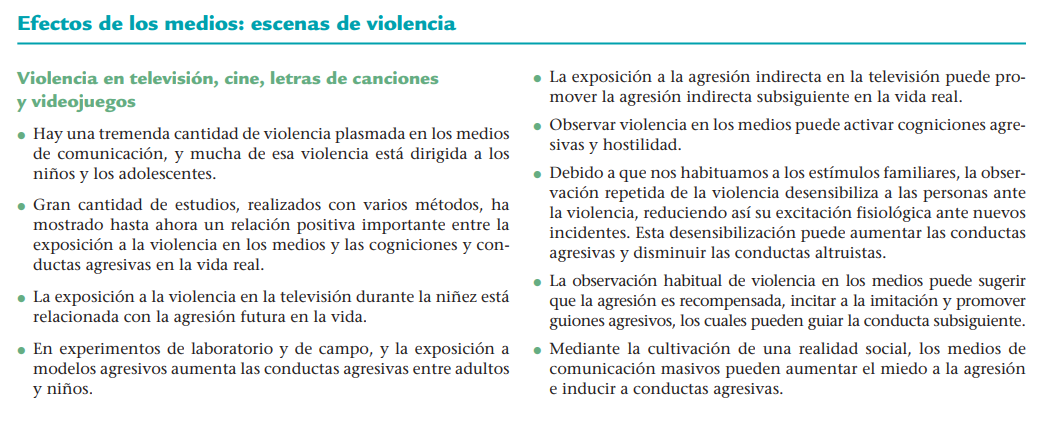 Efectos de los medios: escenas de violencia
Violencia en televisión, cine, letras de canciones
y videojuegos
● Hay una tremenda cantidad de violencia plasmada en los medios
de comunicación, y mucha de esa violencia está dirigida a los
niños y los adolescentes.
● Gran cantidad de estudios, realizados con varios métodos, ha
mostrado hasta ahora un relación positiva importante entre la
exposición a la violencia en los medios y las cogniciones y con-
ductas agresivas en la vida real.
● La exposición a la violencia en la televisión durante la niñez está
relacionada con la agresión futura en la vida.
● En experimentos de laboratorio y de campo, y la exposición a
modelos agresivos aumenta las conductas agresivas entre adultos
y niños.
● La exposición a la agresión indirecta en la televisión puede pro-
mover la agresión indirecta subsiguiente en la vida real.
● Observar violencia en los medios puede activar cogniciones agre-
sivas y hostilidad.
● Debido a que nos habituamos a los estímulos familiares, la obser-
vación repetida de la violencia desensibiliza a las personas ante
la violencia, reduciendo así su excitación fisiológica ante nuevos
incidentes. Esta desensibilización puede aumentar las conductas
agresivas y disminuir las conductas altruistas.
● La observación habitual de violencia en los medios puede sugerir
que la agresión es recompensada, incitar a la imitación y promover
guiones agresivos, los cuales pueden guiar la conducta subsiguiente.
● Mediante la cultivación de una realidad social, los medios de
comunicación masivos pueden aumentar el miedo a la agresión
e inducir a conductas agresivas.